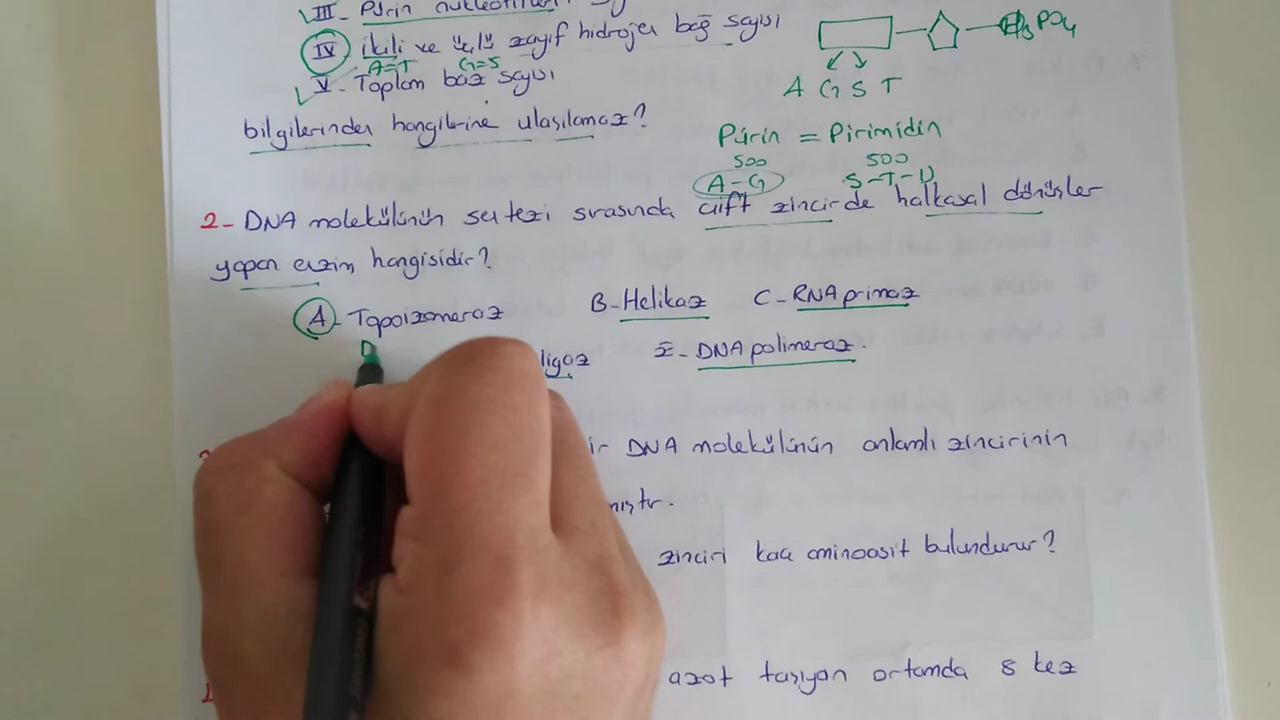 III- Pürin
IV İkili ve üçlü zayıf hidrojen bağ sayısı
A=T G≡S
V- Toplam baz sayısı
H3PO4
A G S T
bilgilerinden hangilerine ulaşılamaz?
Pürin = Pirimidin
500 500
A-G S-T-U
2- DNA molekülünün sentezi sırasında çift zincirde halkasal dönüşler
yapan enzim hangisidir?
A- Topoizomeraz B- Helikaz C- RNA primaz
D
ligaz E- DNA polimeraz.
DNA molekülünün anlamlı zincirinin
zinciri kaç aminoasit bulundurur?
azot taşıyan ortamda 8 kez